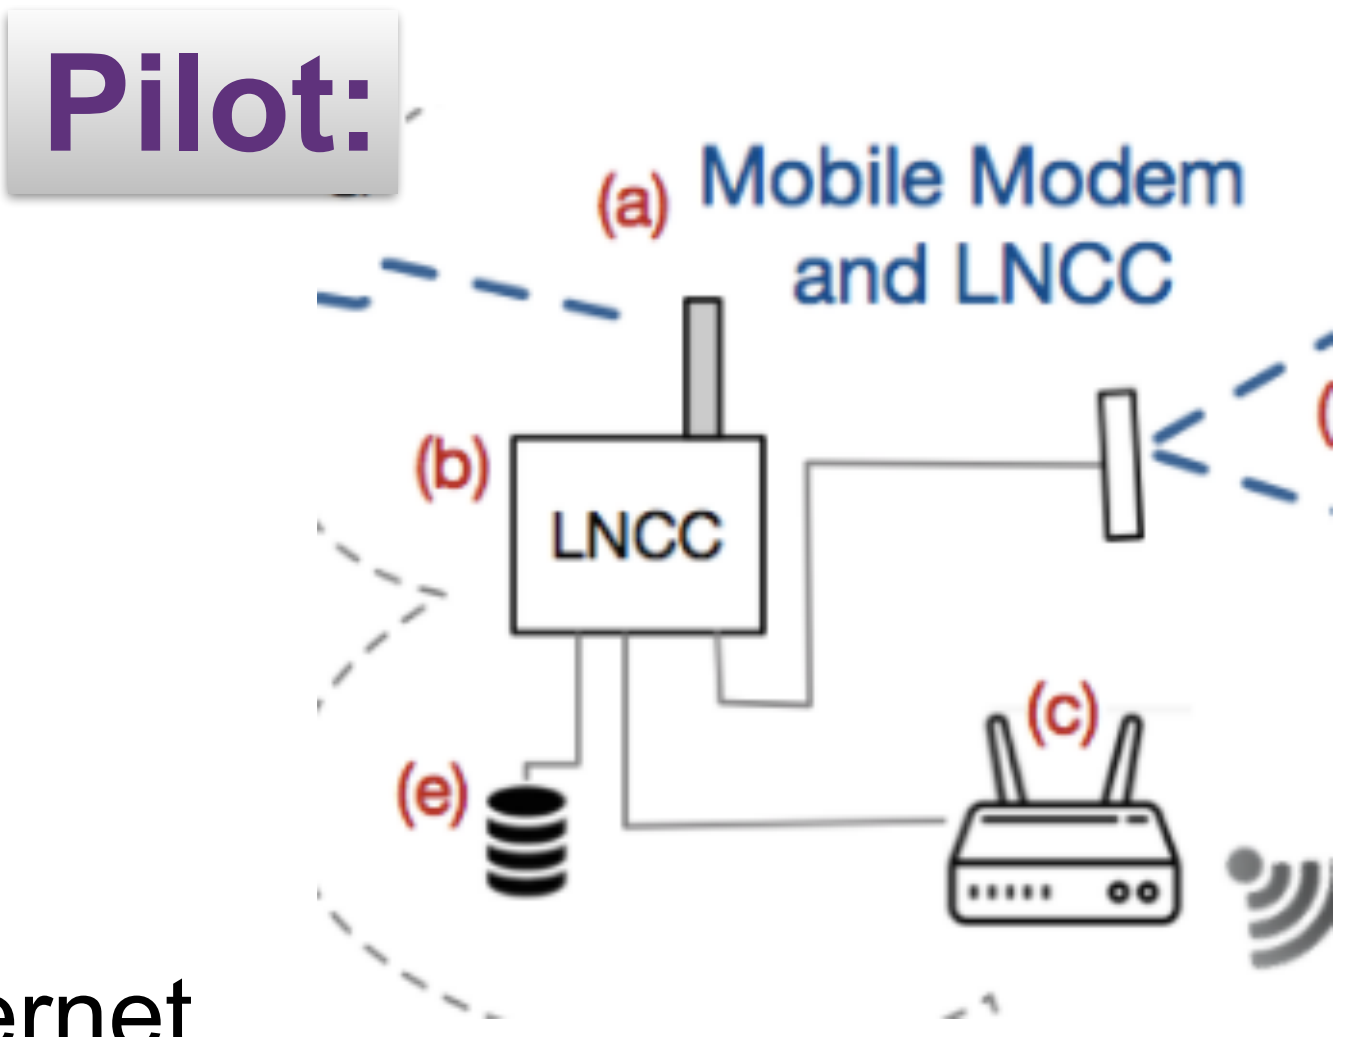 Pilot:
(a) Mobile Modem
and LNCC
(b)
LNCC
(c)
(e)